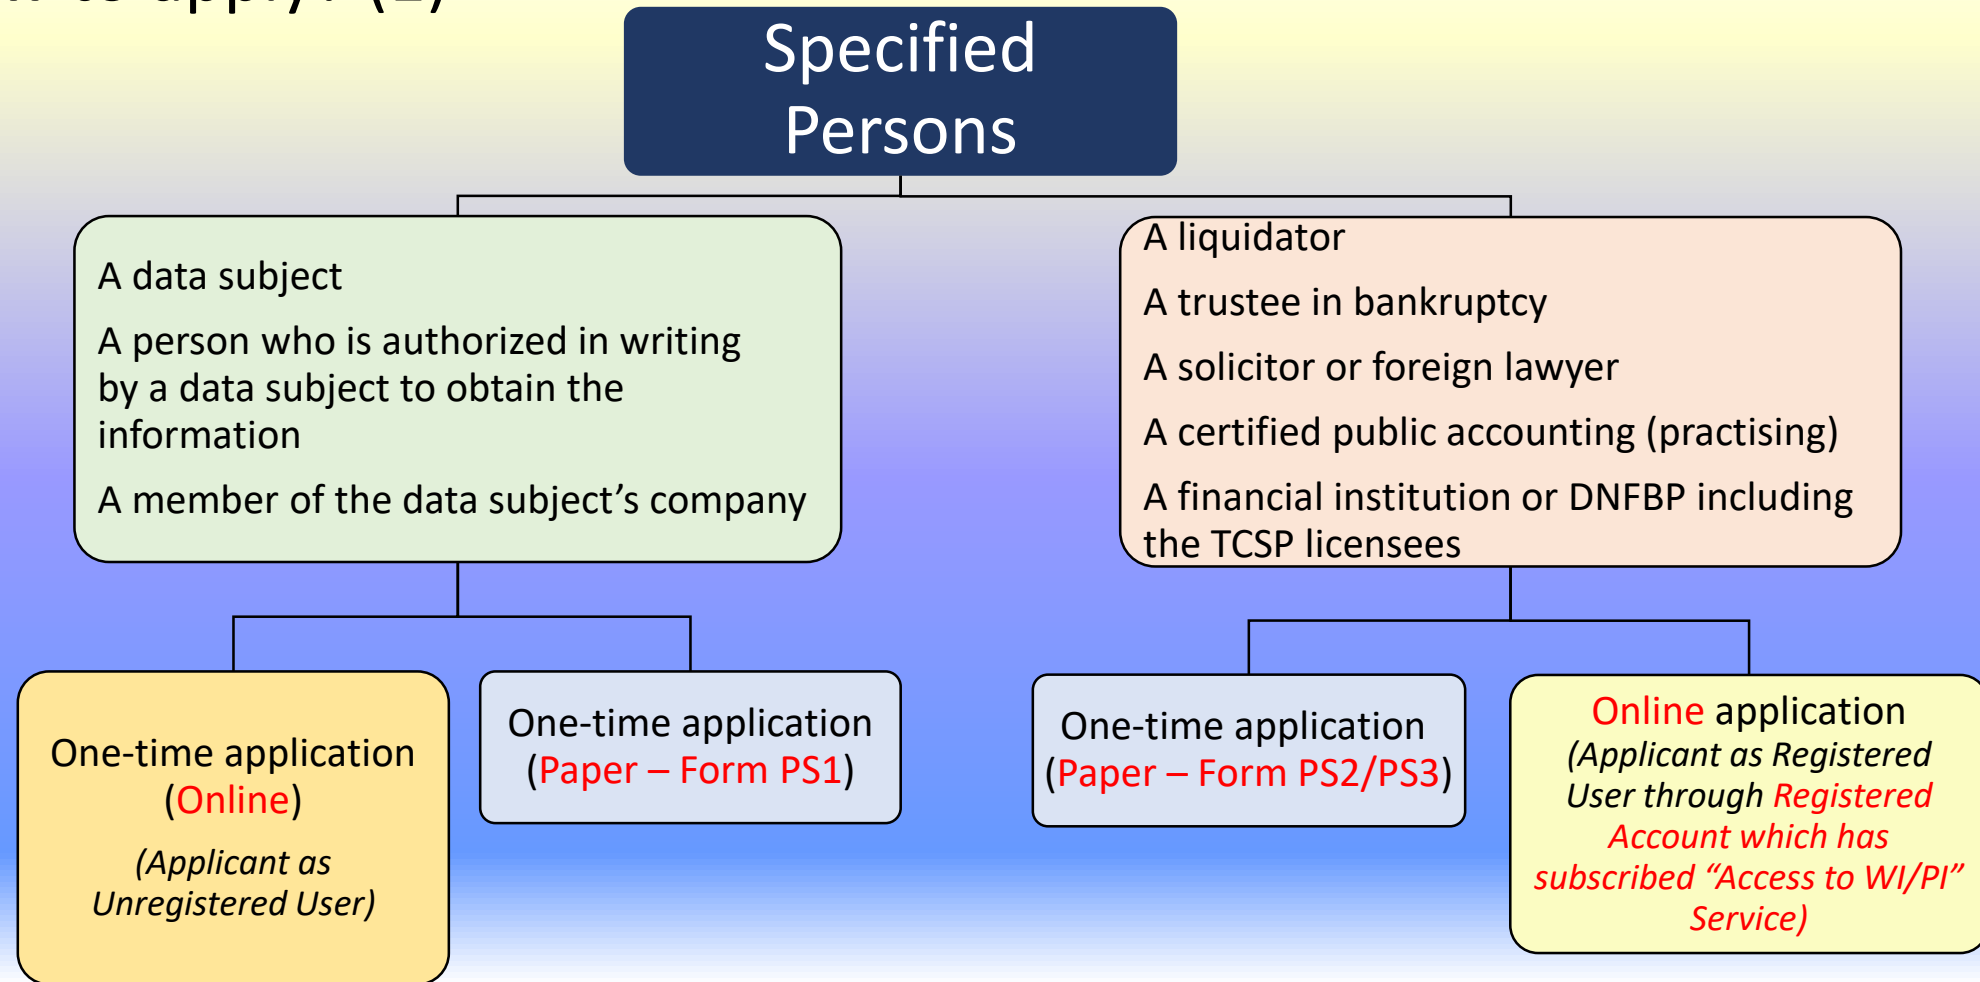 to apply? (1)
Specified
Persons
A data subject
A person who is authorized in writing
by a data subject to obtain the
information
A member of the data subject's company
A liquidator
A trustee in bankruptcy
A solicitor or foreign lawyer
A certified public accounting (practising)
A financial institution or DNFBP including
the TCSP licensees
One-time application
(Online)
(Applicant as
Unregistered User)
One-time application
(Paper – Form PS1)
One-time application
(Paper – Form PS2/PS3)
Online application
(Applicant as Registered
User through Registered
Account which has
subscribed “Access to WI/PI”
Service)